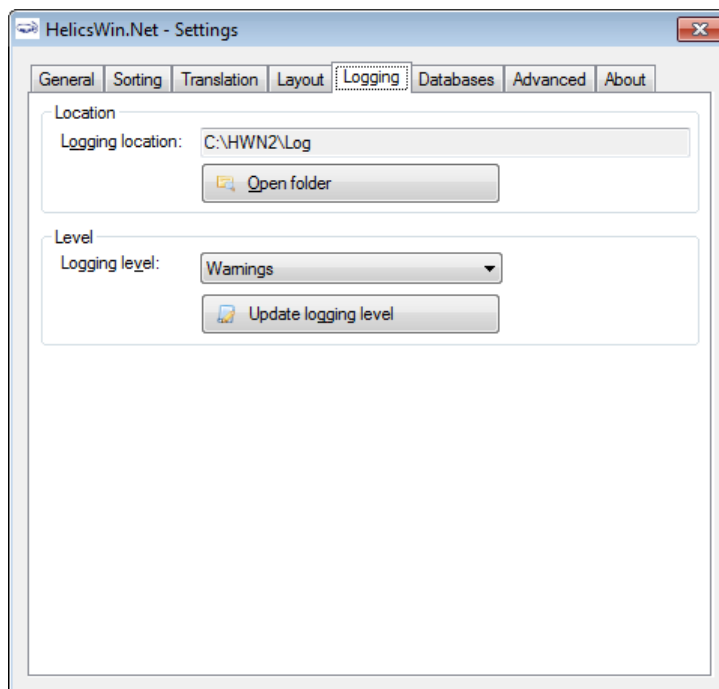 HelicsWin.Net - Settings
General Sorting Translation Layout Logging Databases Advanced About
Location
Logging location: C:\HWN2\Log
Open folder
Level
Logging level: Warnings
Update logging level